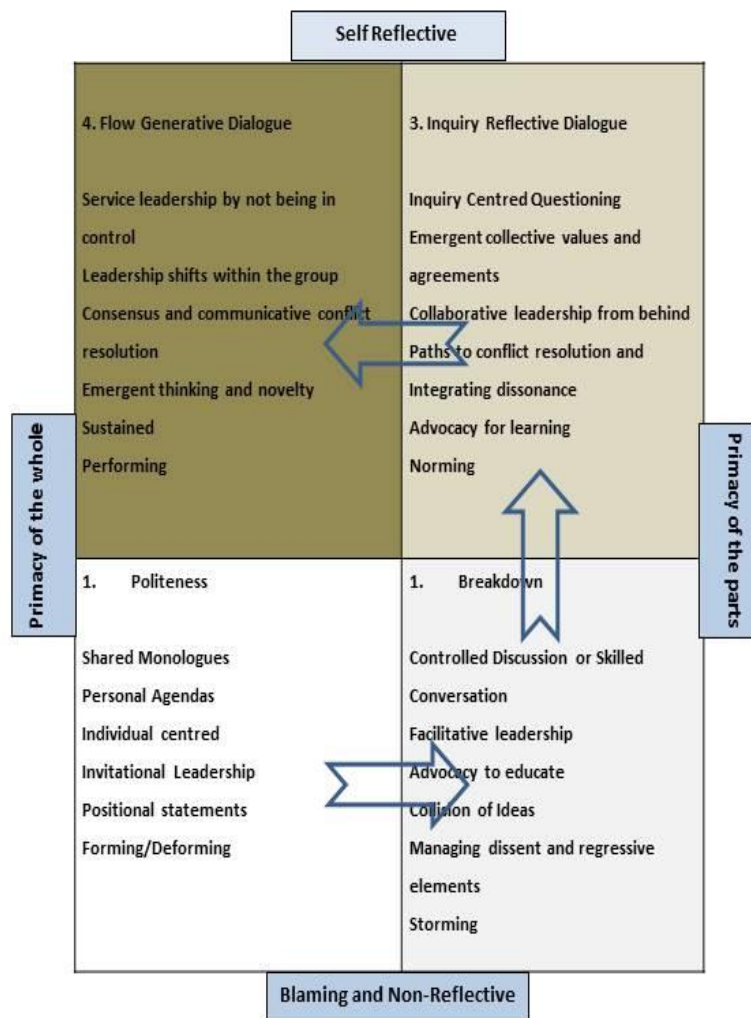 Self Reflective
4. Flow Generative Dialogue
Service leadership by not being in
control
Leadership shifts within the group
Consensus and communicative conflict
resolution
Emergent thinking and novelty
Sustained
Performing
3. Inquiry Reflective Dialogue
Inquiry Centred Questioning
Emergent collective values and
agreements
Collaborative leadership from behind
Paths to conflict resolution and
Integrating dissonance
Advocacy for learning
Norming
Primacy of the whole
Primacy of the parts
1. Politeness
Shared Monologues
Personal Agendas
Individual centred
Invitational Leadership
Positional statements
Forming/Deforming
1. Breakdown
Controlled Discussion or Skilled
Conversation
Facilitative leadership
Advocacy to educate
Collision of Ideas
Managing dissent and regressive
elements
Storming
Blaming and Non-Reflective